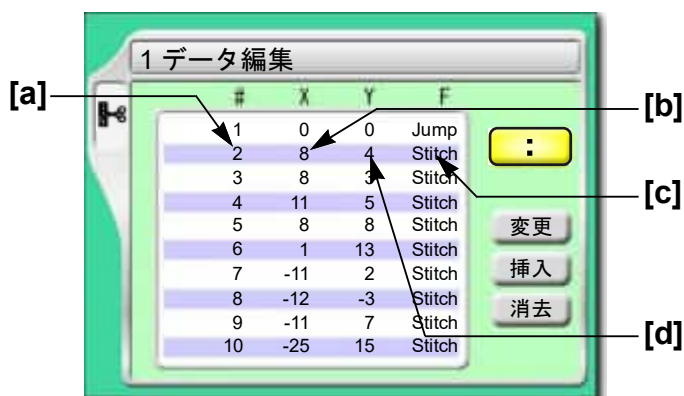 1 データ編集
[a]
# X Y F
[b]
1 0 0 Jump
:
2 8 4 Stitch
3 8 3 Stitch
[c]
4 11 5 Stitch
5 8 8 Stitch
変更
6 1 13 Stitch
7 -11 2 Stitch
挿入
8 -12 -3 Stitch
消去
9 -11 7 Stitch
[d]
10 -25 15 Stitch